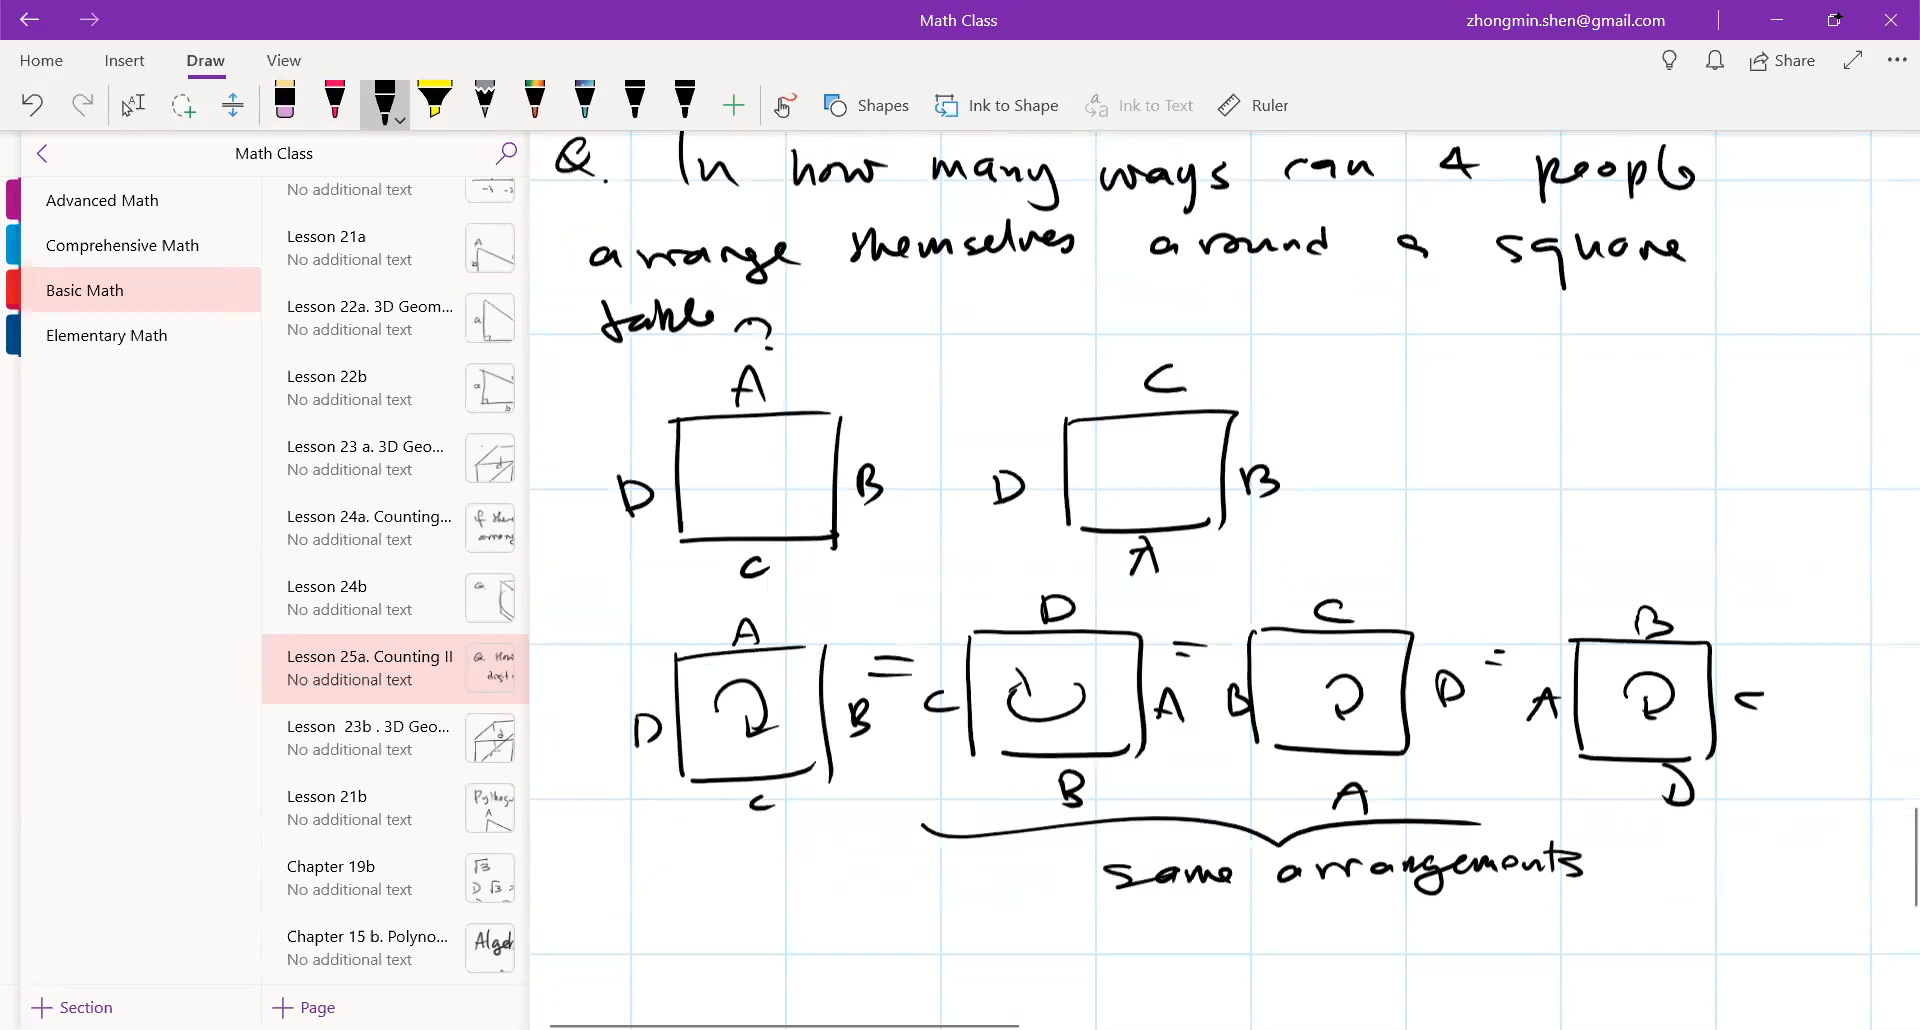 Math Class
zhongmin.shen@gmail.com
Home
Insert
Draw
View
Share
Shapes
Ink to Shape
Ink to Text
Ruler
Math Class
Advanced Math
Comprehensive Math
Basic Math
Elementary Math
No additional text
Lesson 21a
No additional text
Lesson 22a. 3D Geom...
No additional text
Lesson 22b
No additional text
Lesson 23 a. 3D Geo...
No additional text
Lesson 24a. Counting...
No additional text
Lesson 24b
No additional text
Lesson 25a. Counting II
No additional text
Lesson 23b . 3D Geo...
No additional text
Lesson 21b
No additional text
Chapter 19b
No additional text
Chapter 15 b. Polyno...
No additional text
Section
Page
Q. In how many ways can 4 people
arrange themselves around a square
table?
A C
D B D B
C A
A D C B
D B = C A = B D = A C
C B A D
same arrangements